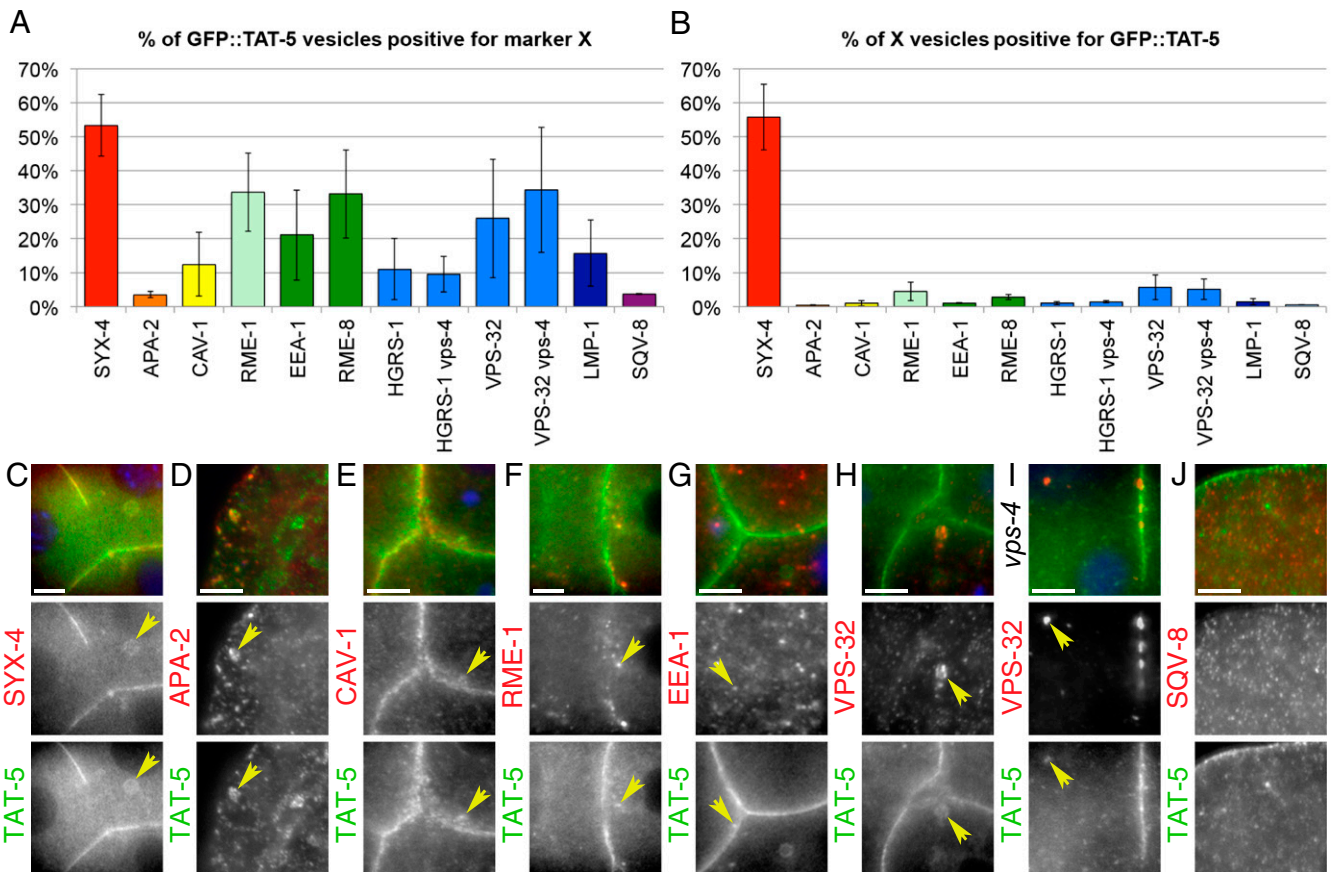 A
% of GFP::TAT-5 vesicles positive for marker X
70%
60%
50%
40%
30%
20%
10%
0%
SYX-4
APA-2
CAV-1
RME-1
EEA-1
RME-8
HGRS-1
HGRS-1 vps-4
VPS-32
VPS-32 vps-4
LMP-1
SQV-8
B
% of X vesicles positive for GFP::TAT-5
70%
60%
50%
40%
30%
20%
10%
0%
SYX-4
APA-2
CAV-1
RME-1
EEA-1
RME-8
HGRS-1
HGRS-1 vps-4
VPS-32
VPS-32 vps-4
LMP-1
SQV-8
C
SYX-4
TAT-5
D
APA-2
TAT-5
E
CAV-1
TAT-5
F
RME-1
TAT-5
G
EEA-1
TAT-5
H
VPS-32
TAT-5
I
vps-4
VPS-32
TAT-5
J
SQV-8
TAT-5